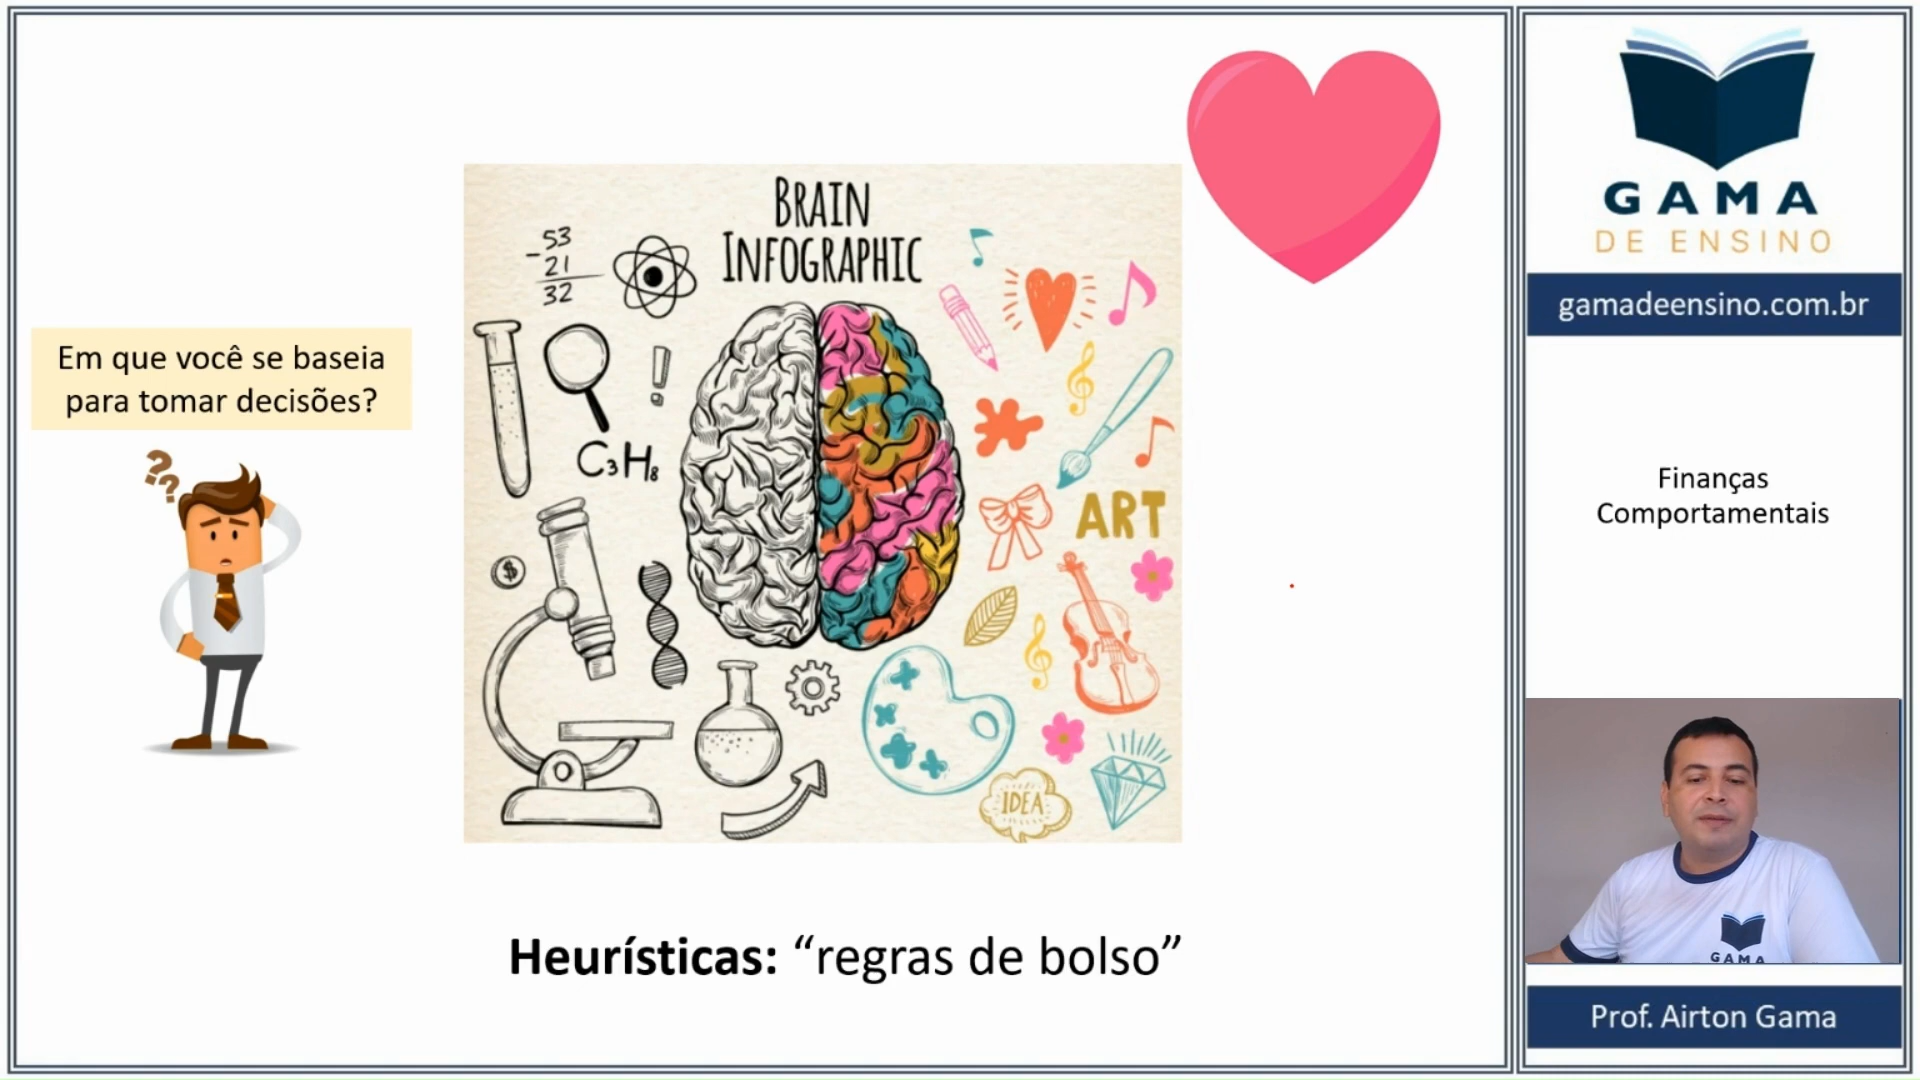 Em que você se baseia
para tomar decisões?
??
?
BRAIN
INFOGRAPHIC
53
- 21
32
!
C₃H₈
$
ART
IDEA
Heurísticas: “regras de bolso”
GAMA
DE ENSINO
gamadeensino.com.br
Finanças
Comportamentais
GAMA
Prof. Airton Gama